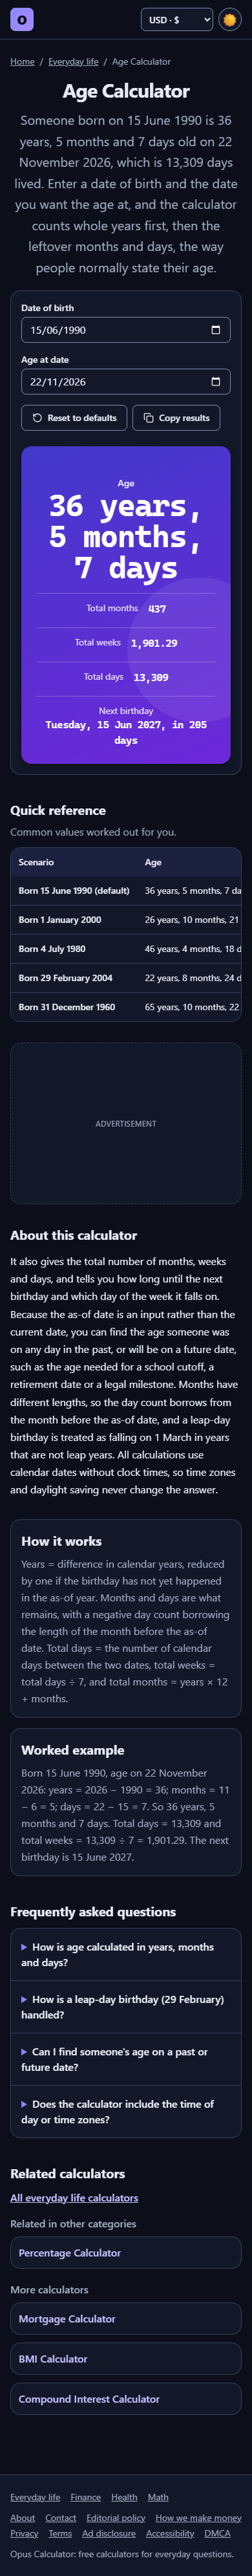 O
USD · $
Home / Everyday life / Age Calculator
Age Calculator
Someone born on 15 June 1990 is 36
years, 5 months and 7 days old on 22
November 2026, which is 13,309 days
lived. Enter a date of birth and the date
you want the age at, and the calculator
counts whole years first, then the
leftover months and days, the way
people normally state their age.
Date of birth
15/06/1990
Age at date
22/11/2026
Reset to defaults
Copy results
Age
36 years,
5 months,
7 days
Total months 437
Total weeks 1,901.29
Total days 13,309
Next birthday
Tuesday, 15 Jun 2027, in 205
days
Quick reference
Common values worked out for you.
Scenario Age
Born 15 June 1990 (default) 36 years, 5 months, 7 da
Born 1 January 2000 26 years, 10 months, 21
Born 4 July 1980 46 years, 4 months, 18 d
Born 29 February 2004 22 years, 8 months, 24 d
Born 31 December 1960 65 years, 10 months, 22
ADVERTISEMENT
About this calculator
It also gives the total number of months, weeks
and days, and tells you how long until the next
birthday and which day of the week it falls on.
Because the as-of date is an input rather than the
current date, you can find the age someone was
on any day in the past, or will be on a future date,
such as the age needed for a school cutoff, a
retirement date or a legal milestone. Months have
different lengths, so the day count borrows from
the month before the as-of date, and a leap-day
birthday is treated as falling on 1 March in years
that are not leap years. All calculations use
calendar dates without clock times, so time zones
and daylight saving never change the answer.
How it works
Years = difference in calendar years, reduced
by one if the birthday has not yet happened
in the as-of year. Months and days are what
remains, with a negative day count borrowing
the length of the month before the as-of
date. Total days = the number of calendar
days between the two dates, total weeks =
total days ÷ 7, and total months = years × 12
+ months.
Worked example
Born 15 June 1990, age on 22 November
2026: years = 2026 − 1990 = 36; months = 11
− 6 = 5; days = 22 − 15 = 7. So 36 years, 5
months and 7 days. Total days = 13,309 and
total weeks = 13,309 ÷ 7 = 1,901.29. The next
birthday is 15 June 2027.
Frequently asked questions
How is age calculated in years, months
and days?
How is a leap-day birthday (29 February)
handled?
Can I find someone's age on a past or
future date?
Does the calculator include the time of
day or time zones?
Related calculators
All everyday life calculators
Related in other categories
Percentage Calculator
More calculators
Mortgage Calculator
BMI Calculator
Compound Interest Calculator
Everyday life Finance Health Math
About Contact Editorial policy How we make money
Privacy Terms Ad disclosure Accessibility DMCA
Opus Calculator: free calculators for everyday questions.